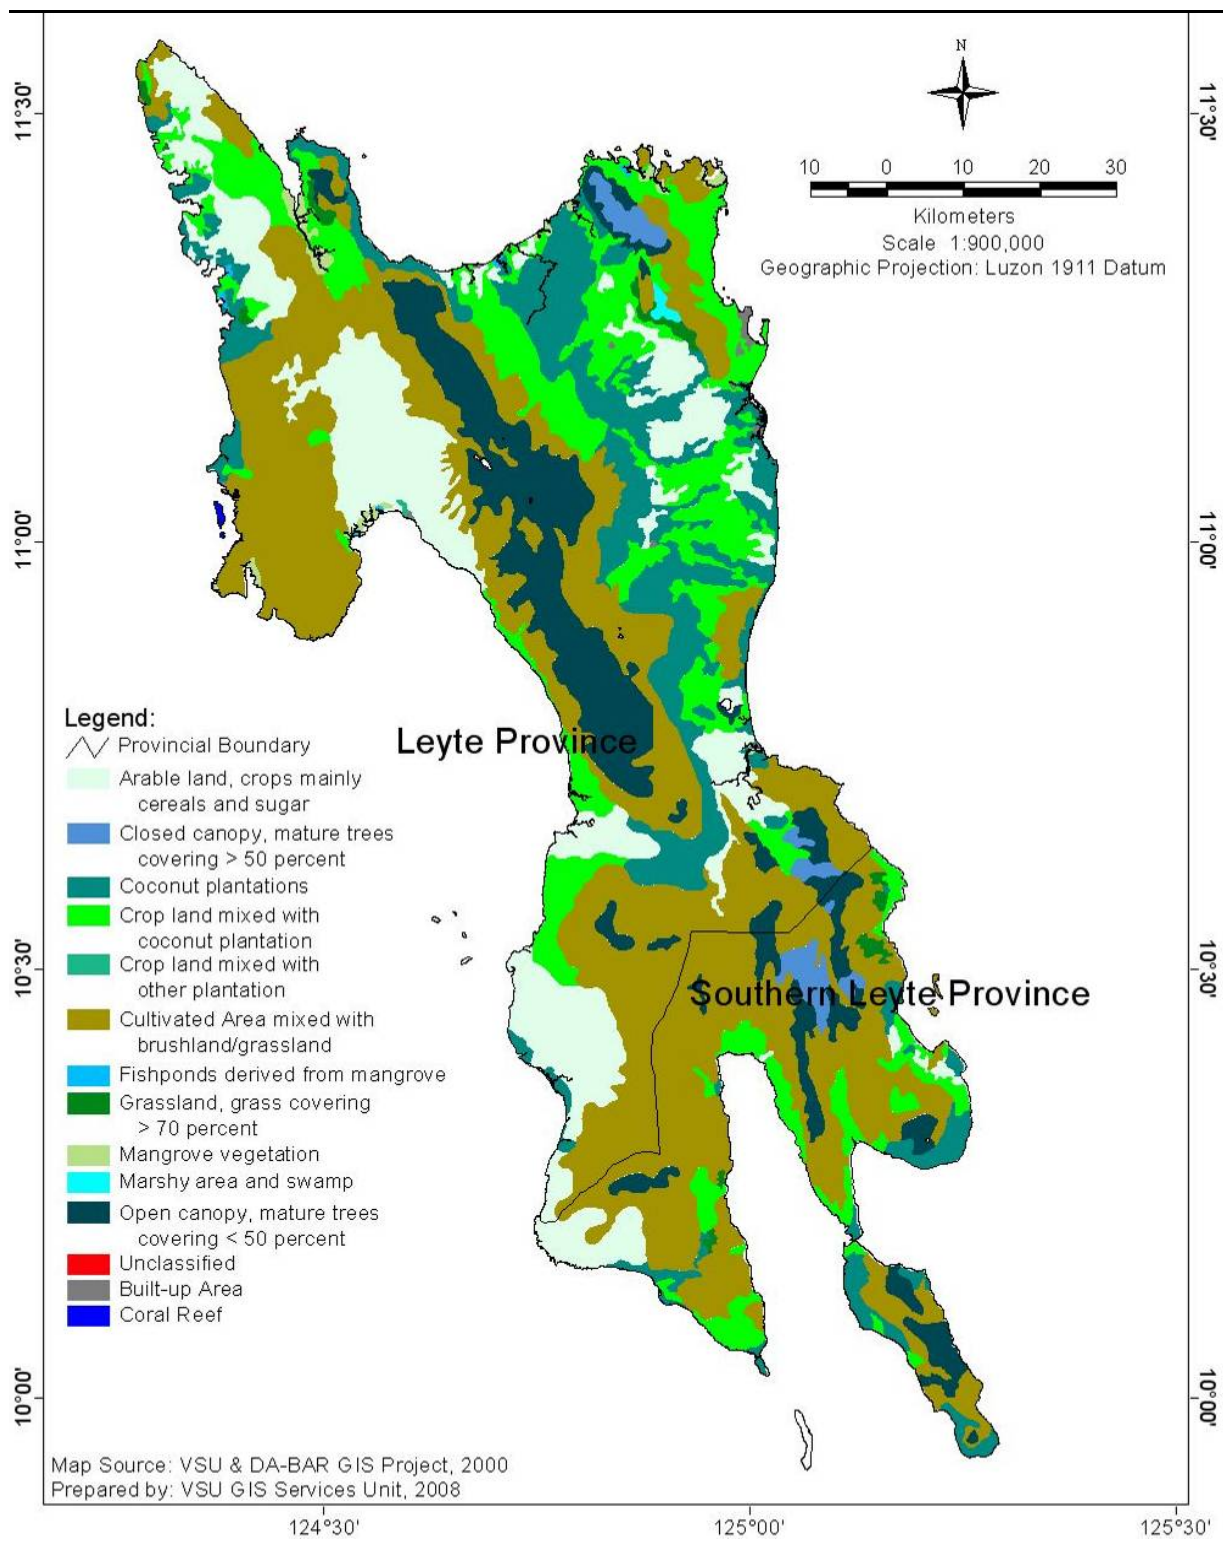 N
11°30'
11°30'
10 0 10 20 30
Kilometers
Scale 1:900,000
Geographic Projection: Luzon 1911 Datum
11°00'
11°00'
Legend:
Provincial Boundary
Arable land, crops mainly
cereals and sugar
Closed canopy, mature trees
covering > 50 percent
Coconut plantations
Crop land mixed with
coconut plantation
Crop land mixed with
other plantation
Cultivated Area mixed with
brushland/grassland
Fishponds derived from mangrove
Grassland, grass covering
> 70 percent
Mangrove vegetation
Marshy area and swamp
Open canopy, mature trees
covering < 50 percent
Unclassified
Built-up Area
Coral Reef
Leyte Province
Southern Leyte Province
10°30'
10°30'
10°00'
10°00'
Map Source: VSU & DA-BAR GIS Project, 2000
Prepared by: VSU GIS Services Unit, 2008
124°30' 125°00' 125°30'